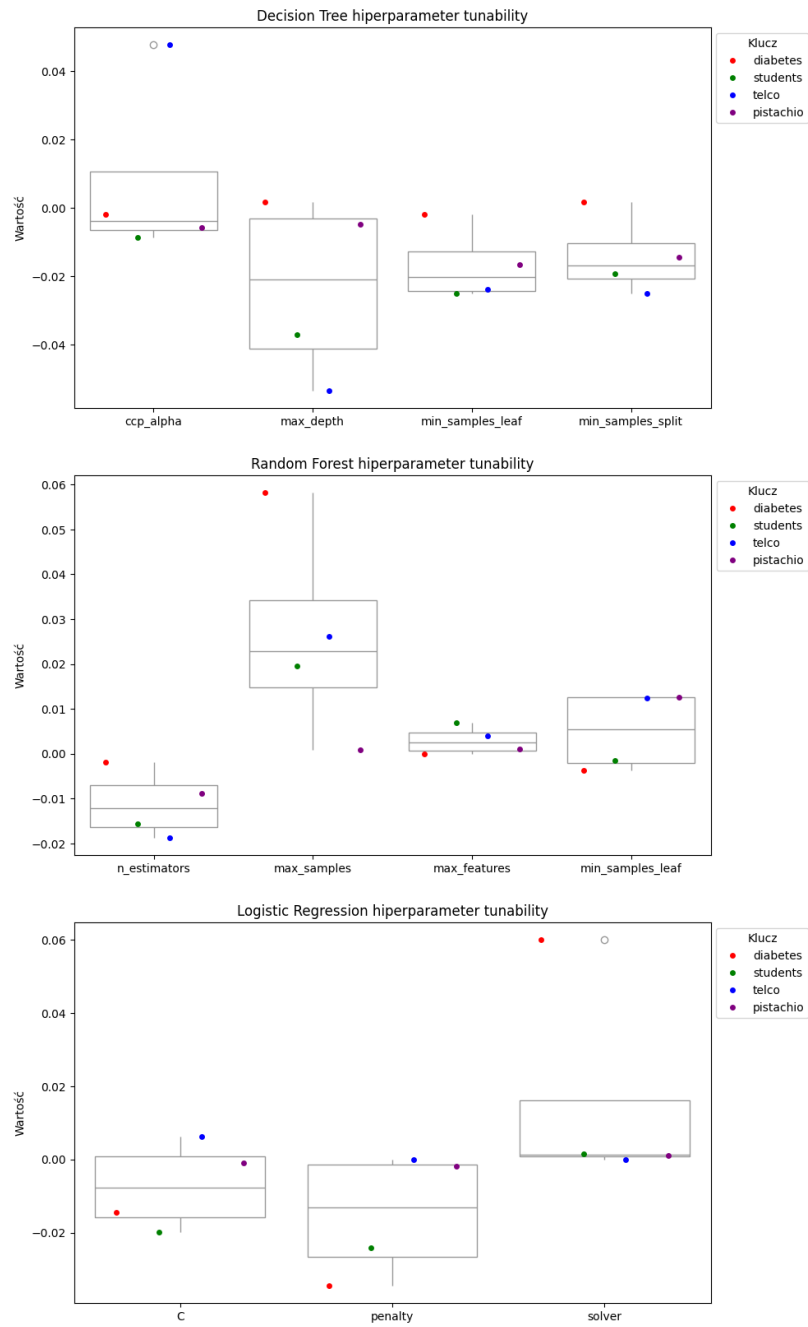 Decision Tree hiperparameter tunability
Klucz
diabetes
students
telco
pistachio
Wartość
0.04
0.02
0.00
−0.02
−0.04
ccp_alpha
max_depth
min_samples_leaf
min_samples_split
Random Forest hiperparameter tunability
Klucz
diabetes
students
telco
pistachio
Wartość
0.06
0.05
0.04
0.03
0.02
0.01
0.00
−0.01
−0.02
n_estimators
max_samples
max_features
min_samples_leaf
Logistic Regression hiperparameter tunability
Klucz
diabetes
students
telco
pistachio
Wartość
0.06
0.04
0.02
0.00
−0.02
C
penalty
solver